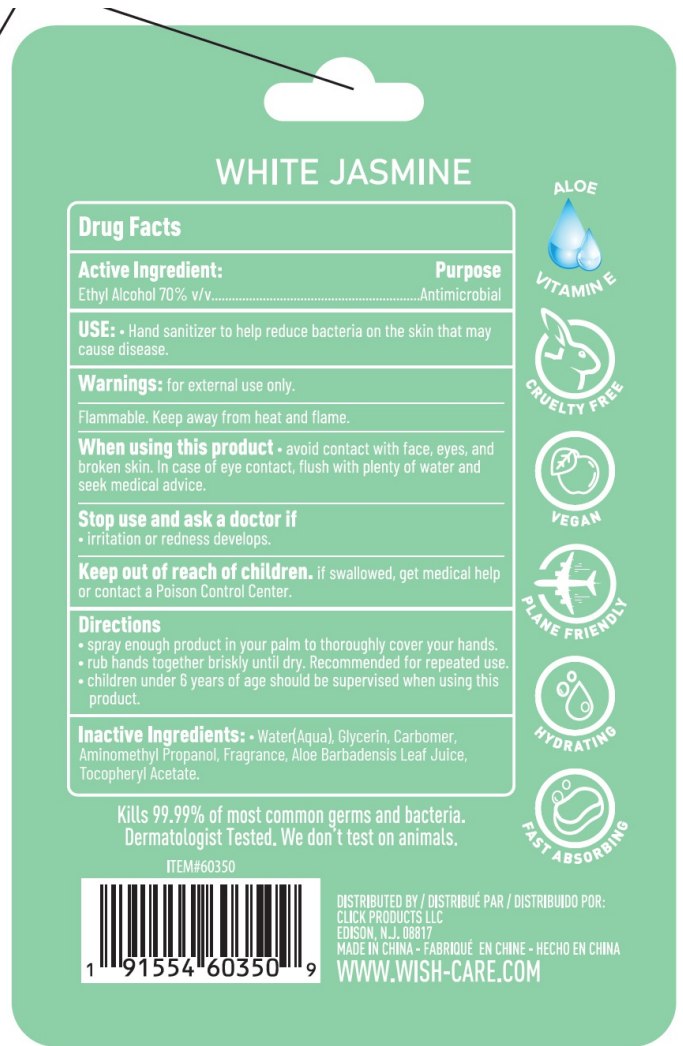 WHITE JASMINE
Drug Facts
Active Ingredient: Purpose
Ethyl Alcohol 70% v/v......................................................................Antimicrobial
USE: • Hand sanitizer to help reduce bacteria on the skin that may
cause disease.
Warnings: for external use only.
Flammable. Keep away from heat and flame.
When using this product • avoid contact with face, eyes, and
broken skin. In case of eye contact, flush with plenty of water and
seek medical advice.
Stop use and ask a doctor if
• irritation or redness develops.
Keep out of reach of children. if swallowed, get medical help
or contact a Poison Control Center.
Directions
• spray enough product in your palm to thoroughly cover your hands.
• rub hands together briskly until dry. Recommended for repeated use.
• children under 6 years of age should be supervised when using this
product.
Inactive Ingredients: • Water(Aqua), Glycerin, Carbomer,
Aminomethyl Propanol, Fragrance, Aloe Barbadensis Leaf Juice,
Tocopheryl Acetate.
ALOE
VITAMIN E
CRUELTY FREE
VEGAN
PLANE FRIENDLY
HYDRATING
FAST ABSORBING
Kills 99.99% of most common germs and bacteria.
Dermatologist Tested. We don't test on animals.
ITEM#60350
1 91554 60350 9
DISTRIBUTED BY / DISTRIBUÉ PAR / DISTRIBUIDO POR:
CLICK PRODUCTS LLC
EDISON, N.J. 08817
MADE IN CHINA - FABRIQUÉ EN CHINE - HECHO EN CHINA
WWW.WISH-CARE.COM